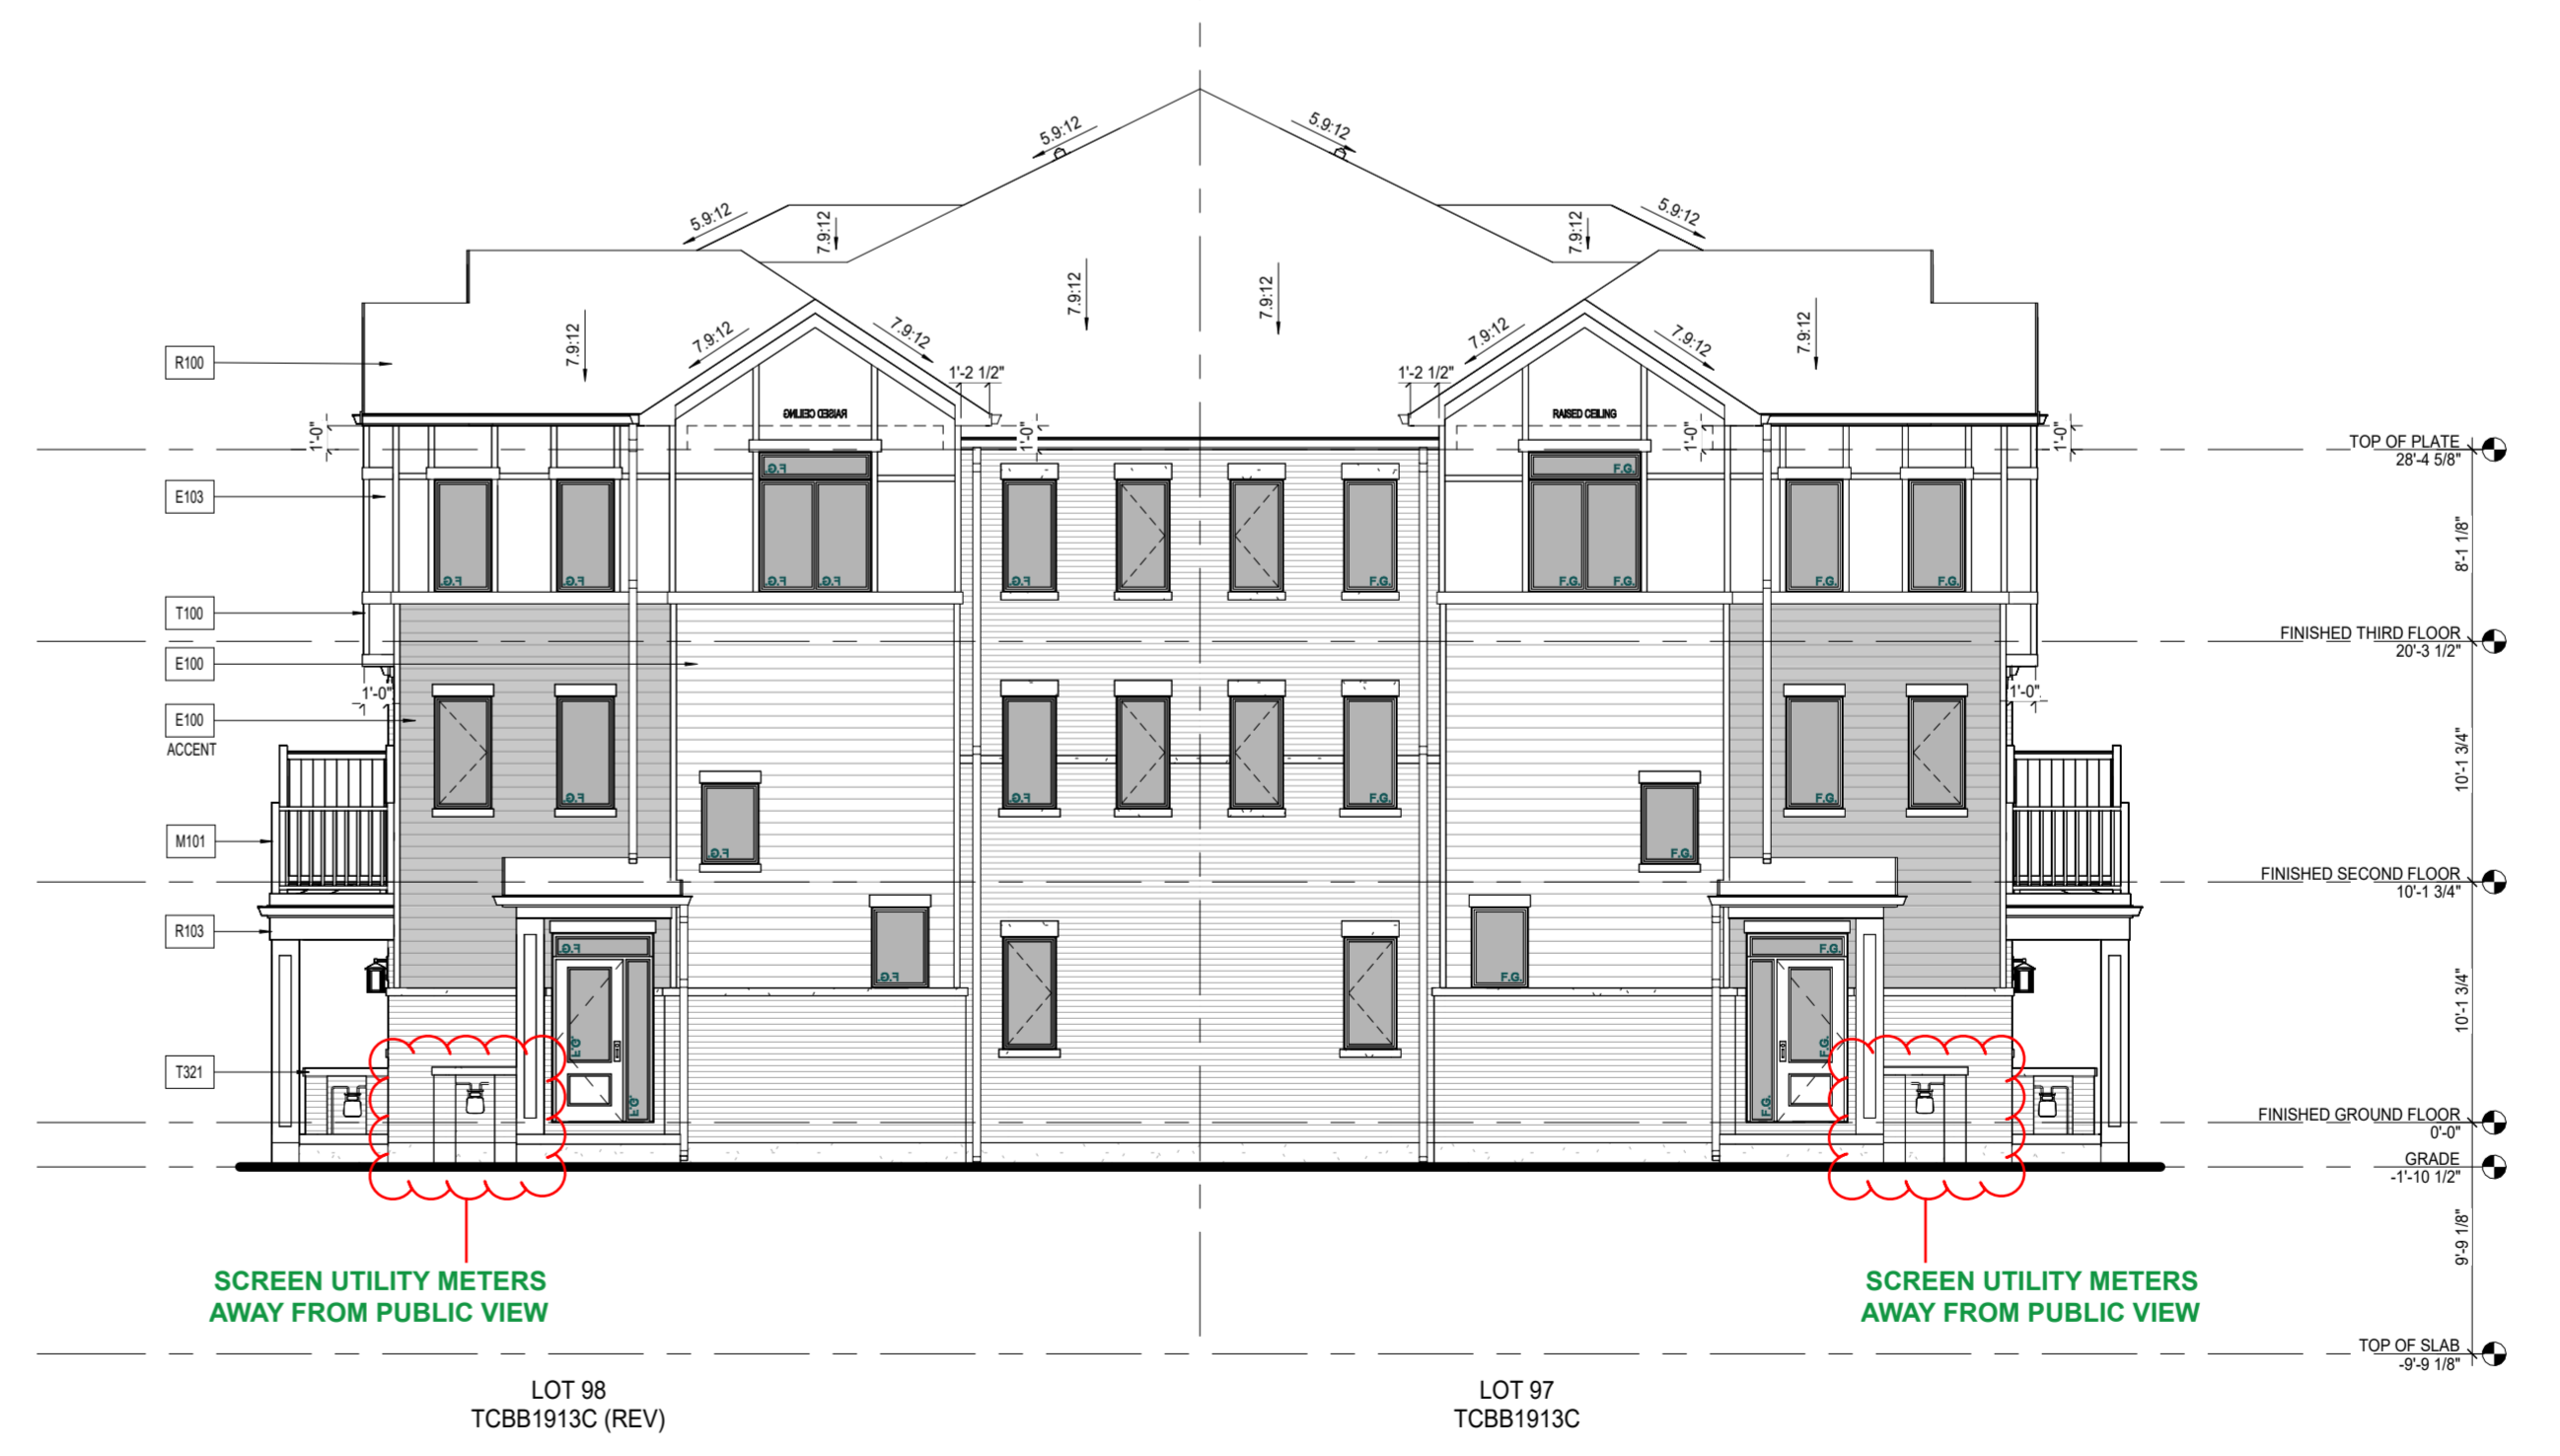 5.9:12
5.9:12
5.9:12
7.9:12
7.9:12
5.9:12
7.9:12
7.9:12
7.9:12
7.9:12
7.9:12
7.9:12
7.9:12
7.9:12
R100
1'-2 1/2"
1'-2 1/2"
RAISED CEILING
RAISED CEILING
1'-0"
1'-0"
1'-0"
1'-0"
TOP OF PLATE
28'-4 5/8"
F.G.
F.G.
E103
8'-1 1/8"
F.G.
F.G.
F.G.
F.G.
F.G.
F.G.
F.G.
F.G.
F.G.
F.G.
T100
FINISHED THIRD FLOOR
20'-3 1/2"
E100
1'-0"
1'-0"
E100
ACCENT
10'-1 3/4"
F.G.
F.G.
F.G.
F.G.
M101
F.G.
F.G.
FINISHED SECOND FLOOR
10'-1 3/4"
R103
F.G.
F.G.
F.G.
F.G.
10'-1 3/4"
F.G.
F.G.
T321
F.G.
F.G.
FINISHED GROUND FLOOR
0'-0"
GRADE
-1'-10 1/2"
9'-9 1/8"
SCREEN UTILITY METERS
AWAY FROM PUBLIC VIEW
SCREEN UTILITY METERS
AWAY FROM PUBLIC VIEW
TOP OF SLAB
-9'-9 1/8"
LOT 98
TCBB1913C (REV)
LOT 97
TCBB1913C